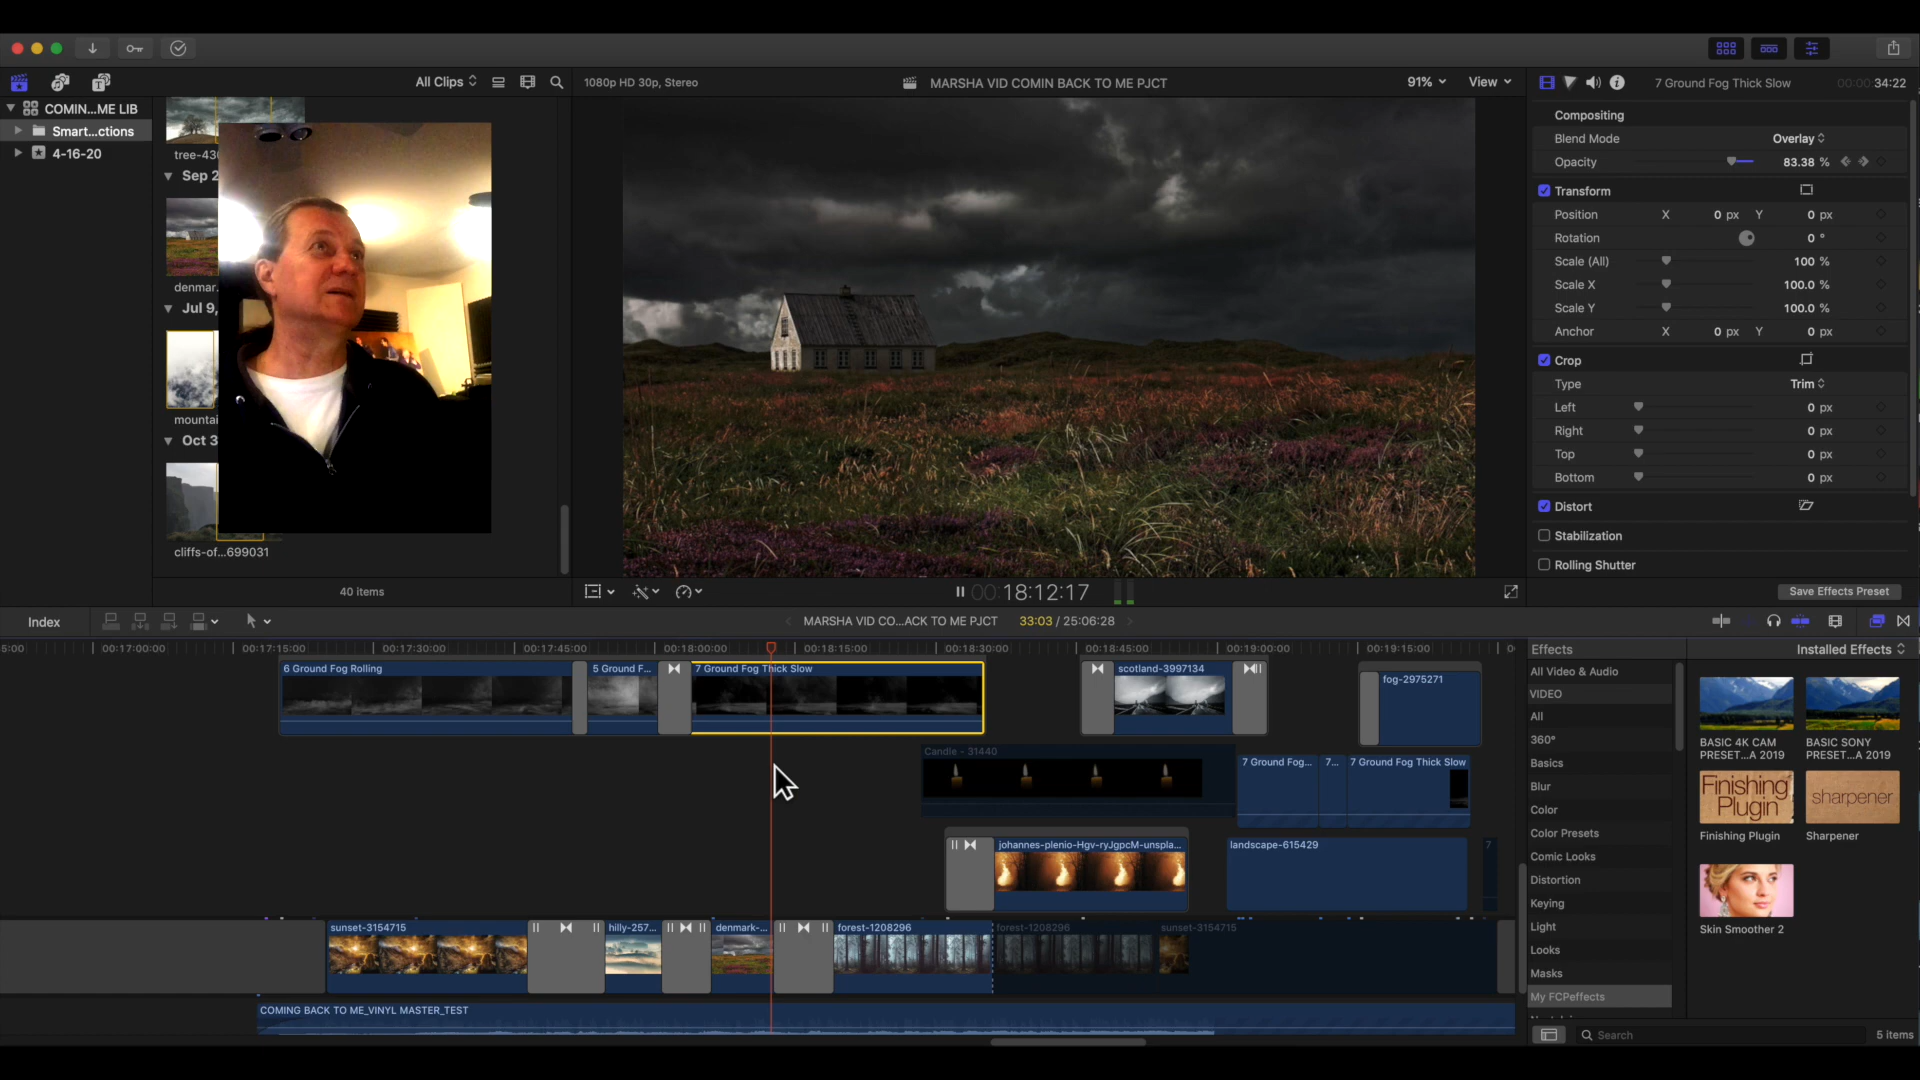 All Clips
1080p HD 30p, Stereo
MARSHA VID COMIN BACK TO ME PJCT
91%
View
7 Ground Fog Thick Slow
00:00:34:22
COMIN...ME LIB
Smart...ctions
4-16-20
tree-43
Sep 2
denmar
Jul 9,
mountai
Oct 3
cliffs-of...699031
40 items
Compositing
Blend Mode
Overlay
Opacity
83.38 %
Transform
Position
X 0 px Y 0 px
Rotation
0 °
Scale (All)
100 %
Scale X
100.0 %
Scale Y
100.0 %
Anchor
X 0 px Y 0 px
Crop
Type
Trim
Left
0 px
Right
0 px
Top
0 px
Bottom
0 px
Distort
Stabilization
Rolling Shutter
Save Effects Preset
00:18:12:17
Index
MARSHA VID CO...ACK TO ME PJCT
33:03 / 25:06:28
5:00
00:17:00:00
00:17:15:00
00:17:30:00
00:17:45:00
00:18:00:00
00:18:15:00
00:18:30:00
00:18:45:00
00:19:00:00
00:19:15:00
6 Ground Fog Rolling
5 Ground F...
7 Ground Fog Thick Slow
scotland-3997134
fog-2975271
Candle - 31440
7 Ground Fog...
7...
7 Ground Fog Thick Slow
johannes-plenio-Hgv-ryJgpcM-unspla...
landscape-615429
7
sunset-3154715
hilly-257...
denmark-...
forest-1208296
forest-1208296
sunset-3154715
COMING BACK TO ME_VINYL MASTER_TEST
Effects
Installed Effects
All Video & Audio
VIDEO
All
360°
Basics
Blur
Color
Color Presets
Comic Looks
Distortion
Keying
Light
Looks
Masks
My FCPeffects
BASIC 4K CAM
PRESET...A 2019
BASIC SONY
PRESET...A 2019
Finishing
Plugin
sharpener
Finishing Plugin
Sharpener
Skin Smoother 2
Search
5 items